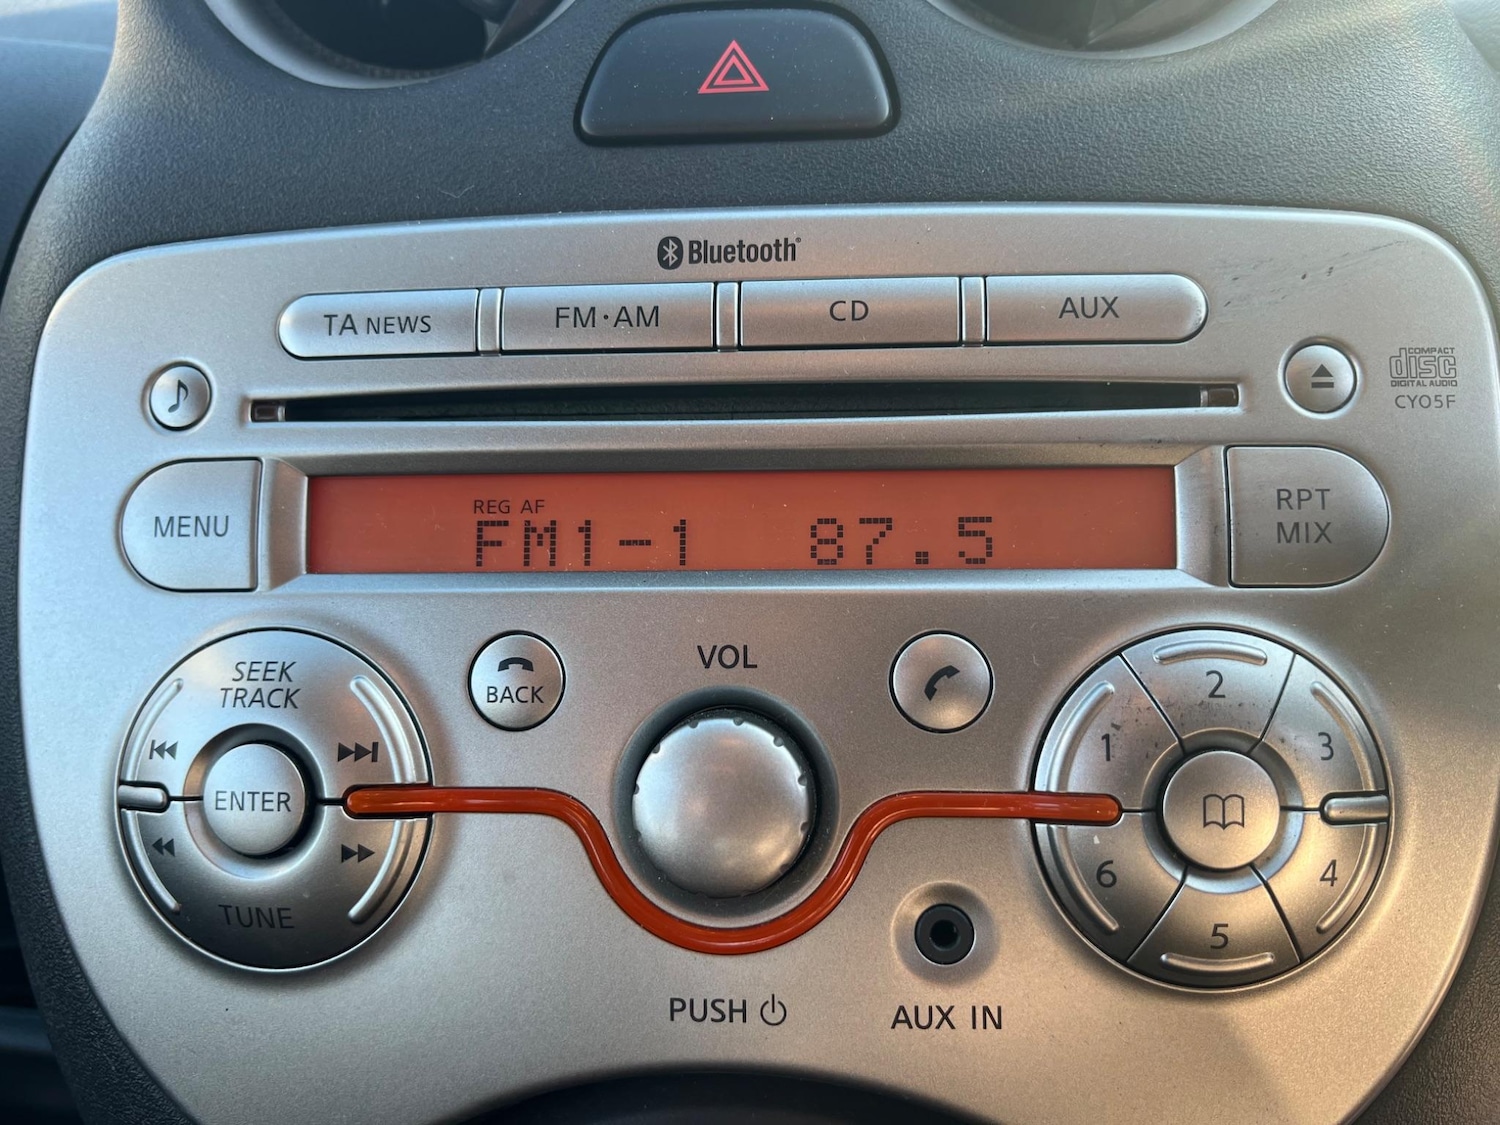 Bluetooth®
TA NEWS
FM·AM
CD
AUX
COMPACT
disc
DIGITAL AUDIO
CY05F
MENU
REG AF
FM1-1 87.5
RPT
MIX
SEEK
TRACK
ENTER
TUNE
BACK
VOL
PUSH
AUX IN
1
2
3
4
5
6